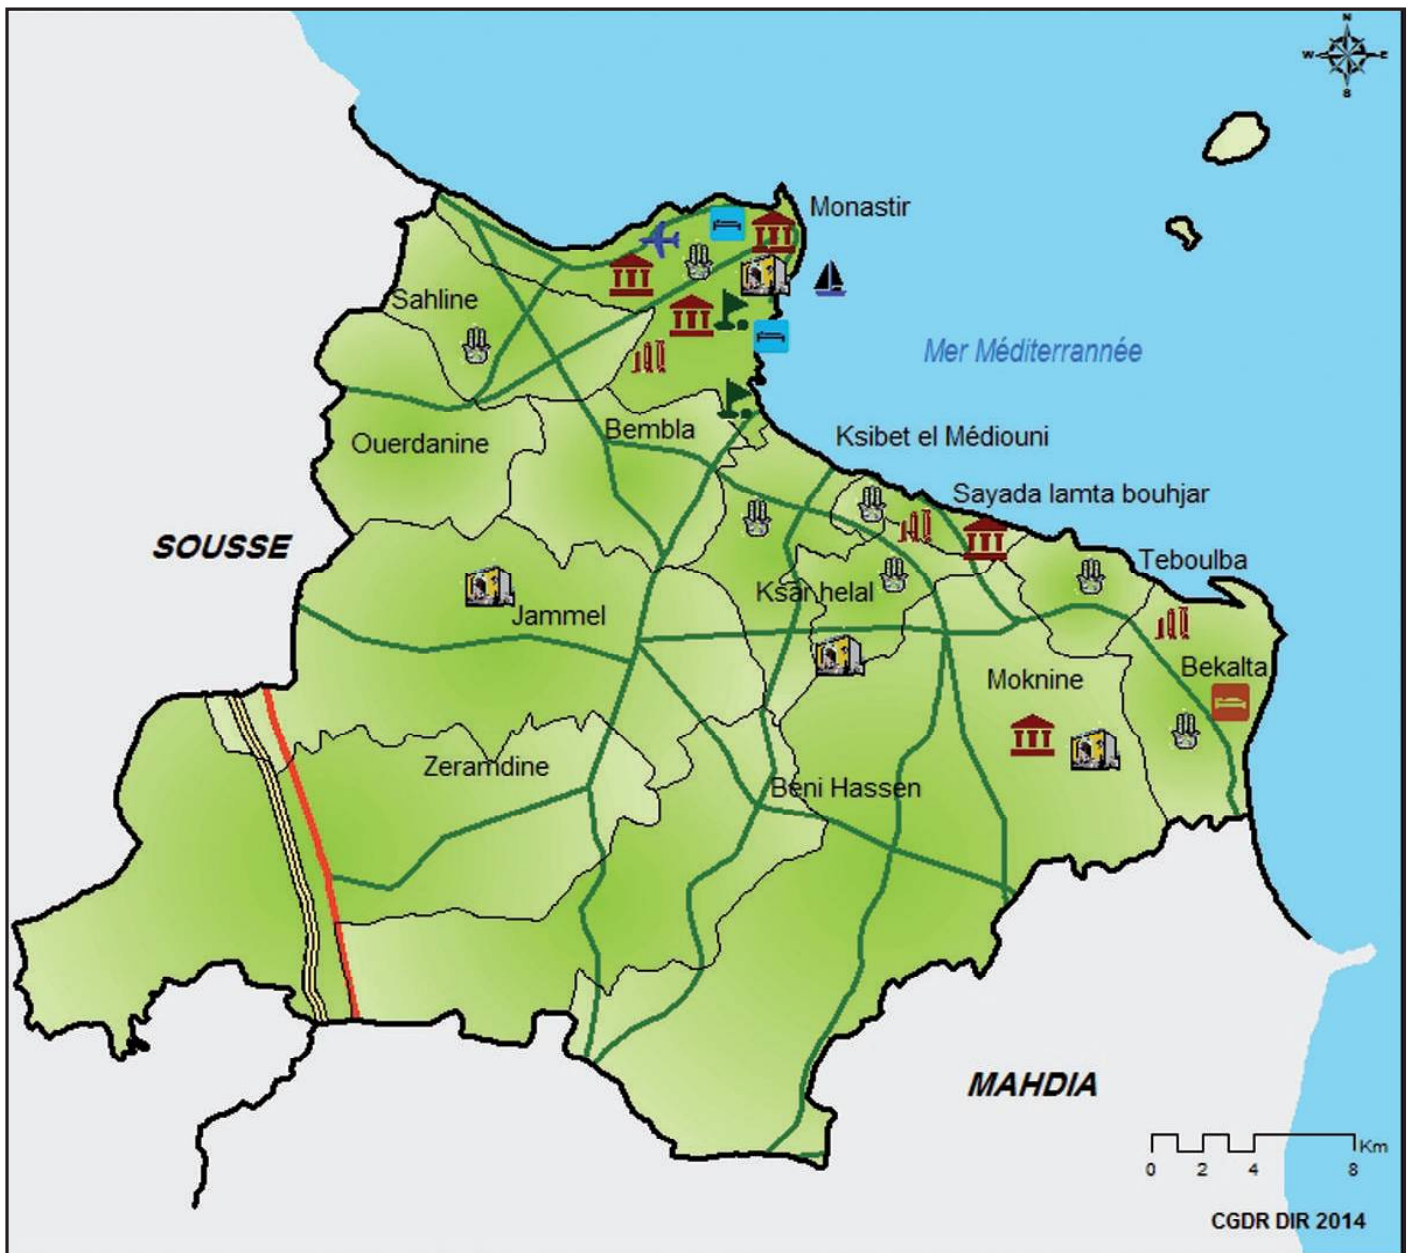 N
W E
S
Monastir
Sahline
Mer Méditerrannée
Ouerdanine
Bembla
Ksibet el Médiouni
Sayada lamta bouhjar
SOUSSE
Teboulba
Ksar helal
Jammel
Bekalta
Moknine
Zeramdine
Beni Hassen
MAHDIA
Km
0 2 4 8
CGDR DIR 2014